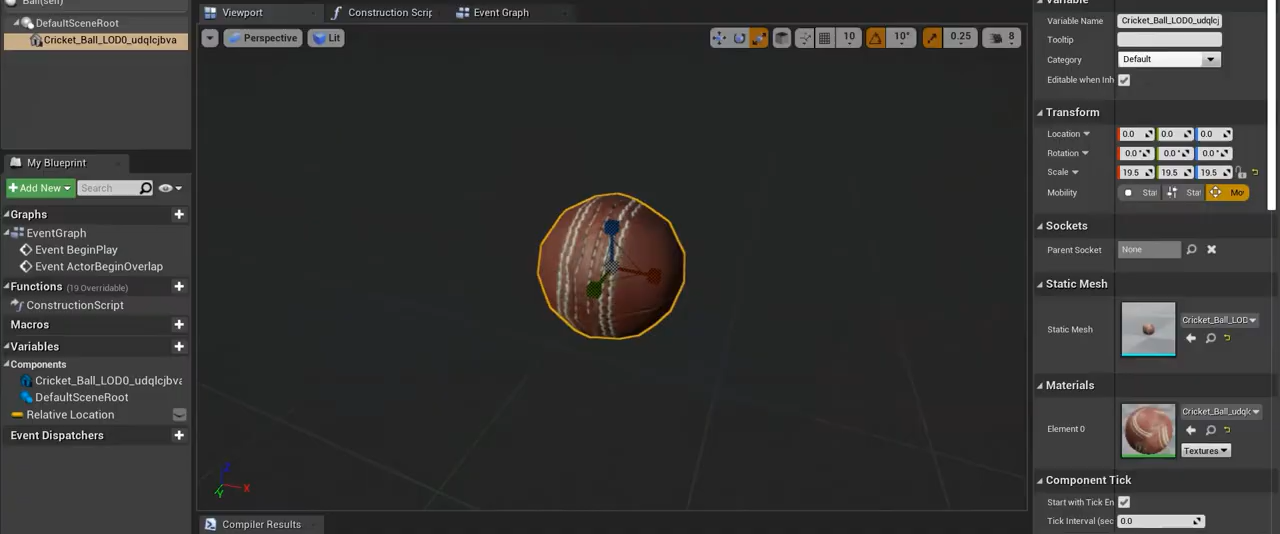 Ball(self)
DefaultSceneRoot
Cricket_Ball_LOD0_udqlcjbva
My Blueprint
Add New
Search
Graphs
EventGraph
Event BeginPlay
Event ActorBeginOverlap
Functions (19 Overridable)
ConstructionScript
Macros
Variables
Components
Cricket_Ball_LOD0_udqlcjbva
DefaultSceneRoot
Relative Location
Event Dispatchers
Viewport
Construction Scrip
Event Graph
Perspective
Lit
10
10°
0.25
8
X
Y
Z
Compiler Results
Variable
Variable Name
Cricket_Ball_LOD0_udqlcj
Tooltip
Category
Default
Editable when Inh
Transform
Location
0.0
0.0
0.0
Rotation
0.0 °
0.0 °
0.0 °
Scale
19.5
19.5
19.5
Mobility
Sta
Sta
Mo
Sockets
Parent Socket
None
Static Mesh
Static Mesh
Cricket_Ball_LOD
Materials
Element 0
Cricket_Ball_udqlc
Textures
Component Tick
Start with Tick En
Tick Interval (sec
0.0